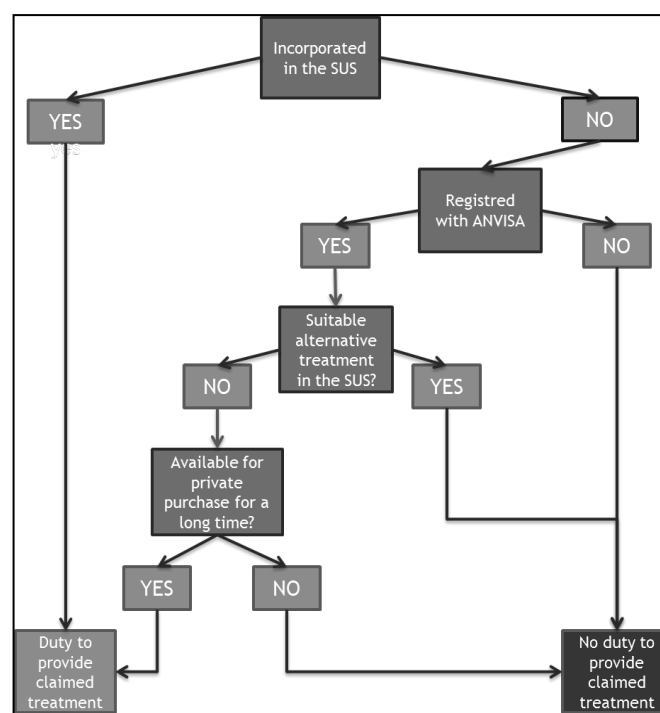 Incorporated
in the SUS
YES
yes
NO
Registred
with ANVISA
YES
NO
Suitable
alternative
treatment
in the SUS?
NO
YES
Available for
private
purchase for a
long time?
YES
NO
Duty to
provide
claimed
treatment
No duty to
provide
claimed
treatment